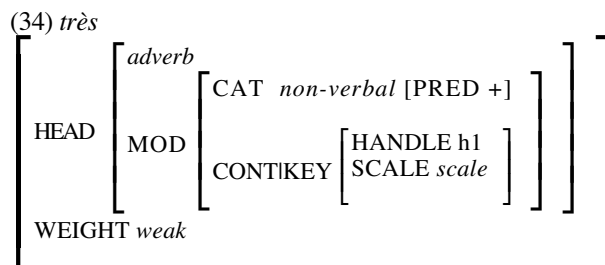 (34) très
adverb
CAT non-verbal [PRED +]
HEAD
MOD
HANDLE h1
CONT|KEY
SCALE scale
WEIGHT weak